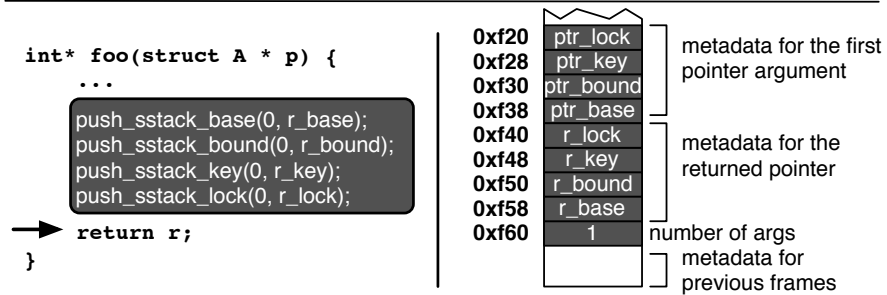 int* foo(struct A * p) {
...
push_sstack_base(0, r_base);
push_sstack_bound(0, r_bound);
push_sstack_key(0, r_key);
push_sstack_lock(0, r_lock);
return r;
}
0xf20 ptr_lock
0xf28 ptr_key
0xf30 ptr_bound
0xf38 ptr_base
metadata for the first
pointer argument
0xf40 r_lock
0xf48 r_key
0xf50 r_bound
0xf58 r_base
metadata for the
returned pointer
0xf60 1 number of args
metadata for
previous frames